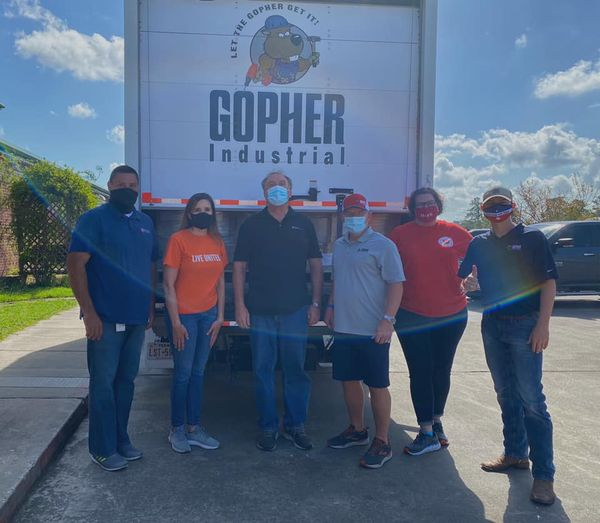 LET THE GOPHER GET IT!
GOPHER
Industrial
LIVE UNITED